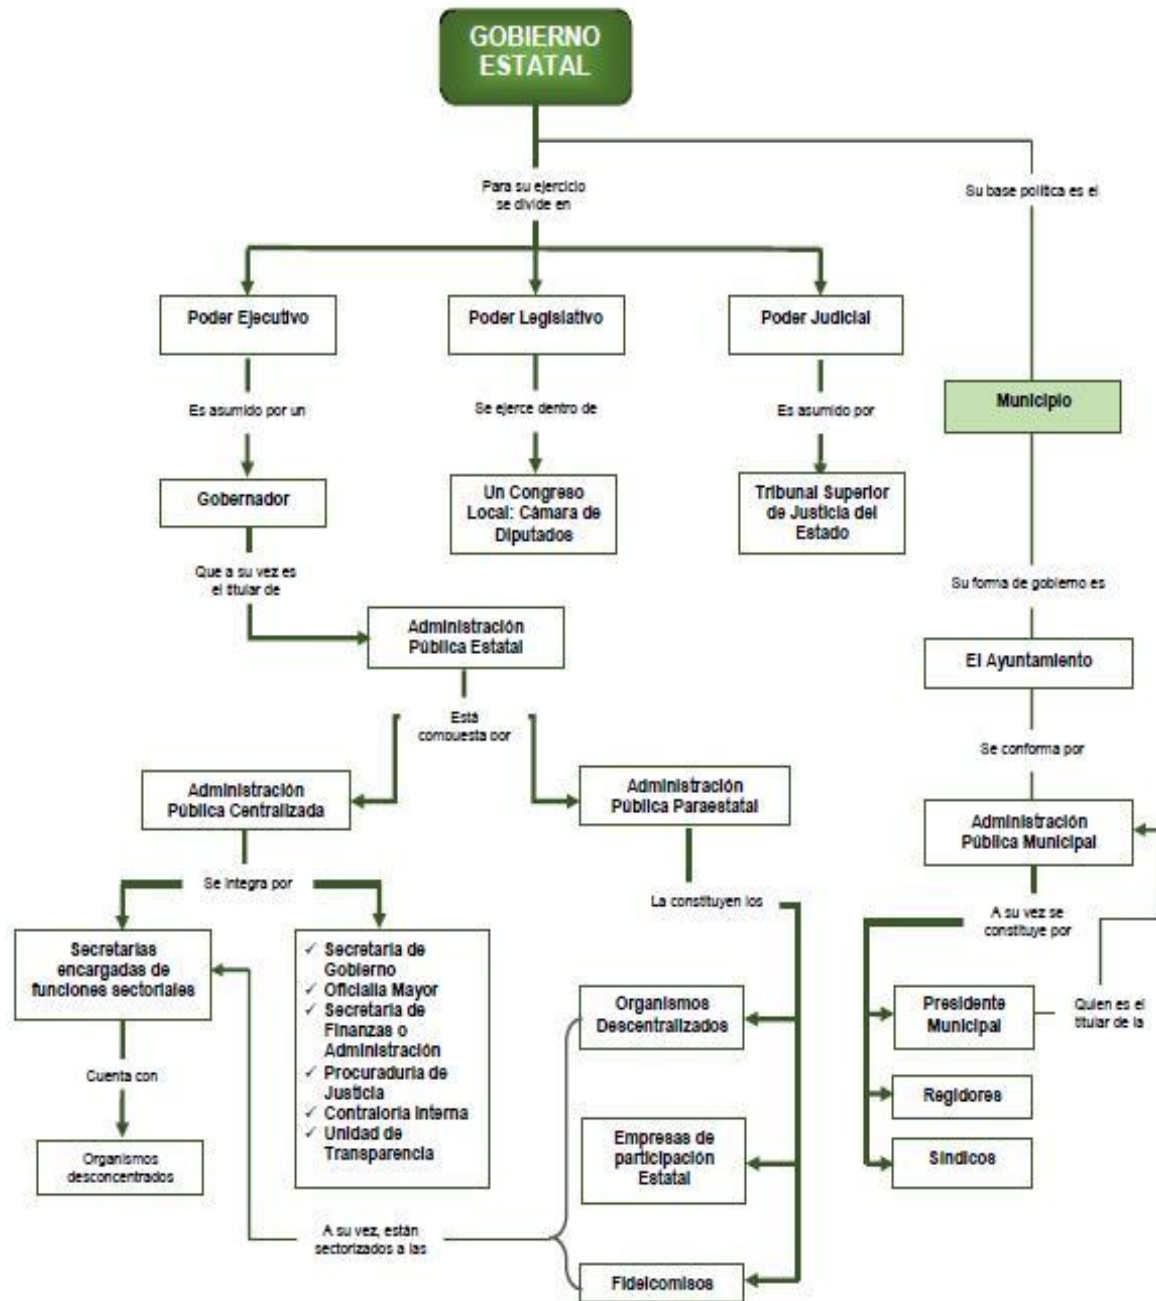 GOBIERNO
ESTATAL
Para su ejercicio
se divide en
Su base política es el
Poder Ejecutivo
Poder Legislativo
Poder Judicial
Es asumido por un
Se ejerce dentro de
Es asumido por
Municipio
Gobernador
Un Congreso
Local: Cámara de
Diputados
Tribunal Superior
de Justicia del
Estado
Que a su vez es
el titular de
Su forma de gobierno es
Administración
Pública Estatal
El Ayuntamiento
Está
compuesta por
Se conforma por
Administración
Pública Centralizada
Administración
Pública Paraestatal
Administración
Pública Municipal
Se integra por
La constituyen los
A su vez se
constituye por
Secretarias
encargadas de
funciones sectoriales
✓ Secretaria de
Gobierno
✓ Oficialía Mayor
✓ Secretaria de
Finanzas o
Administración
✓ Procuraduría de
Justicia
✓ Contraloría Interna
✓ Unidad de
Transparencia
Organismos
Descentralizados
Presidente
Municipal
Quien es el
titular de la
Cuenta con
Regidores
Organismos
desconcentrados
Empresas de
participación
Estatal
Síndicos
A su vez, están
sectorizados a las
Fideicomisos